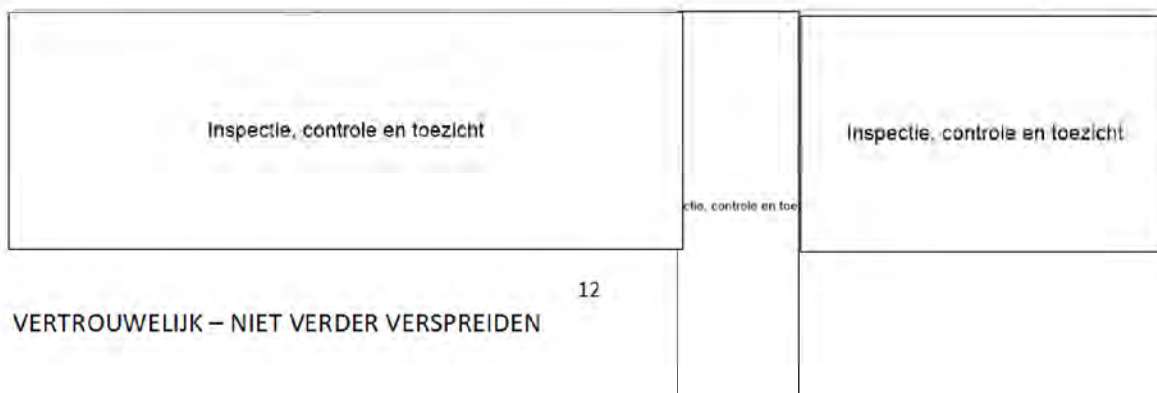 Inspectie, controle en toezicht
Inspectie, controle en toezicht
ctie, controle en toe
12
VERTROUWELIJK – NIET VERDER VERSPREIDEN